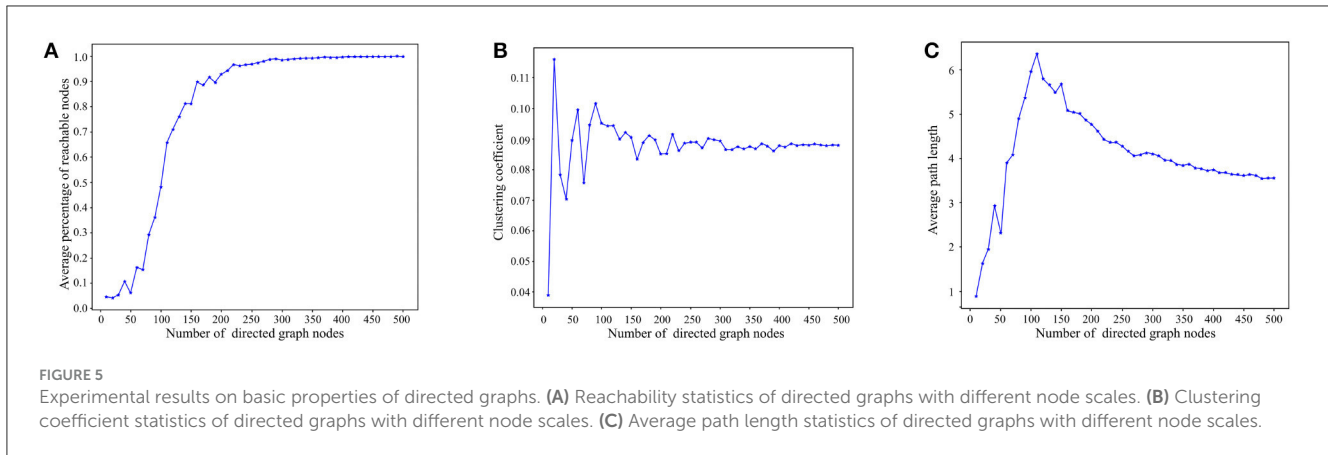 A
Average percentage of reachable nodes
1.0
0.9
0.8
0.7
0.6
0.5
0.4
0.3
0.2
0.1
0.0
0 50 100 150 200 250 300 350 400 450 500
Number of directed graph nodes
B
Clustering coefficient
0.11
0.10
0.09
0.08
0.07
0.06
0.05
0.04
0 50 100 150 200 250 300 350 400 450 500
Number of directed graph nodes
C
Average path length
6
5
4
3
2
1
0 50 100 150 200 250 300 350 400 450 500
Number of directed graph nodes
FIGURE 5
Experimental results on basic properties of directed graphs. (A) Reachability statistics of directed graphs with different node scales. (B) Clustering
coefficient statistics of directed graphs with different node scales. (C) Average path length statistics of directed graphs with different node scales.